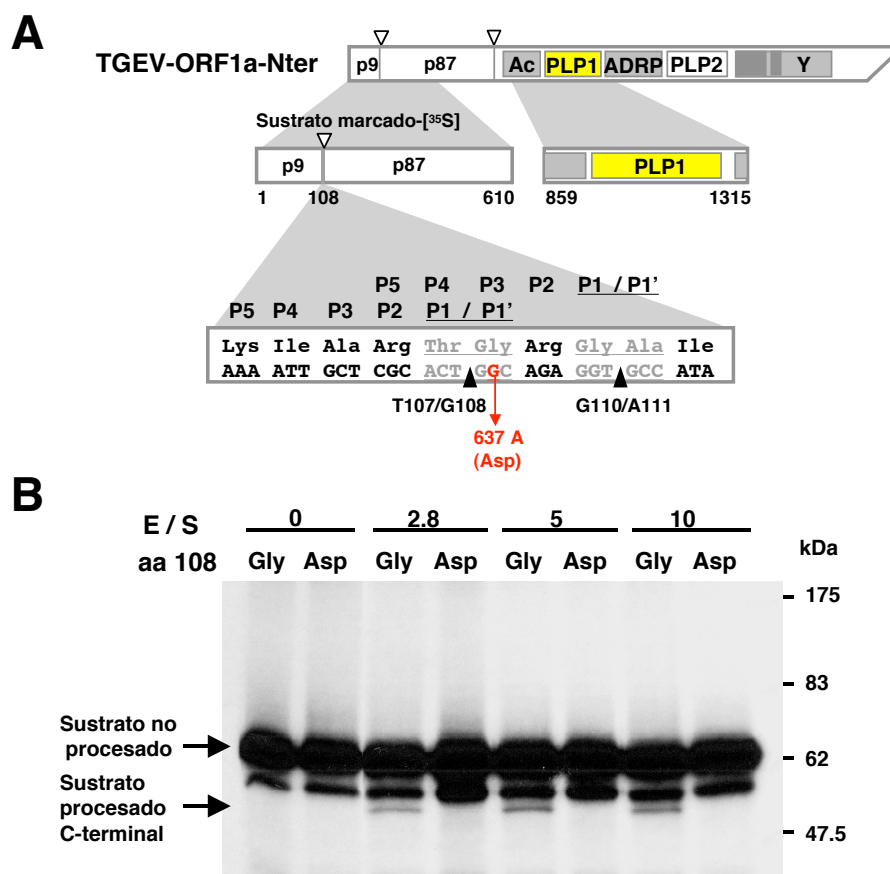 A
TGEV-ORF1a-Nter
p9 p87 Ac PLP1 ADRP PLP2 Y
Sustrato marcado-[35S]
p9 p87 PLP1
1 108 610 859 1315
P5 P4 P3 P2 P1 / P1'
P5 P4 P3 P2 P1 / P1'
Lys Ile Ala Arg Thr Gly Arg Gly Ala Ile
AAA ATT GCT CGC ACT GGC AGA GGT GCC ATA
T107/G108 G110/A111
637 A
(Asp)
B
E / S 0 2.8 5 10
kDa
aa 108 Gly Asp Gly Asp Gly Asp Gly Asp
175
83
Sustrato no
procesado
62
Sustrato
procesado
C-terminal
47.5